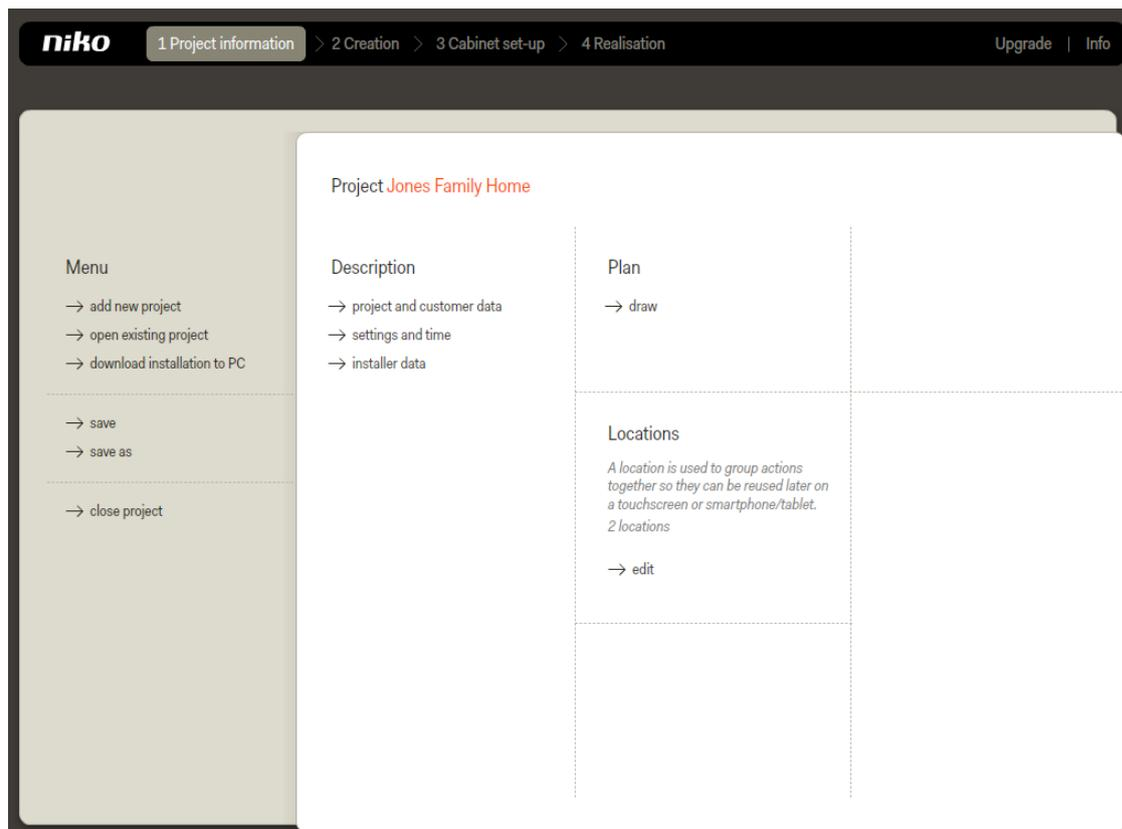 niko 1 Project information 2 Creation 3 Cabinet set-up 4 Realisation Upgrade | Info
Project Jones Family Home
Menu
add new project
open existing project
download installation to PC
save
save as
close project
Description
project and customer data
settings and time
installer data
Plan
draw
Locations
A location is used to group actions
together so they can be reused later on
a touchscreen or smartphone/tablet.
2 locations
edit